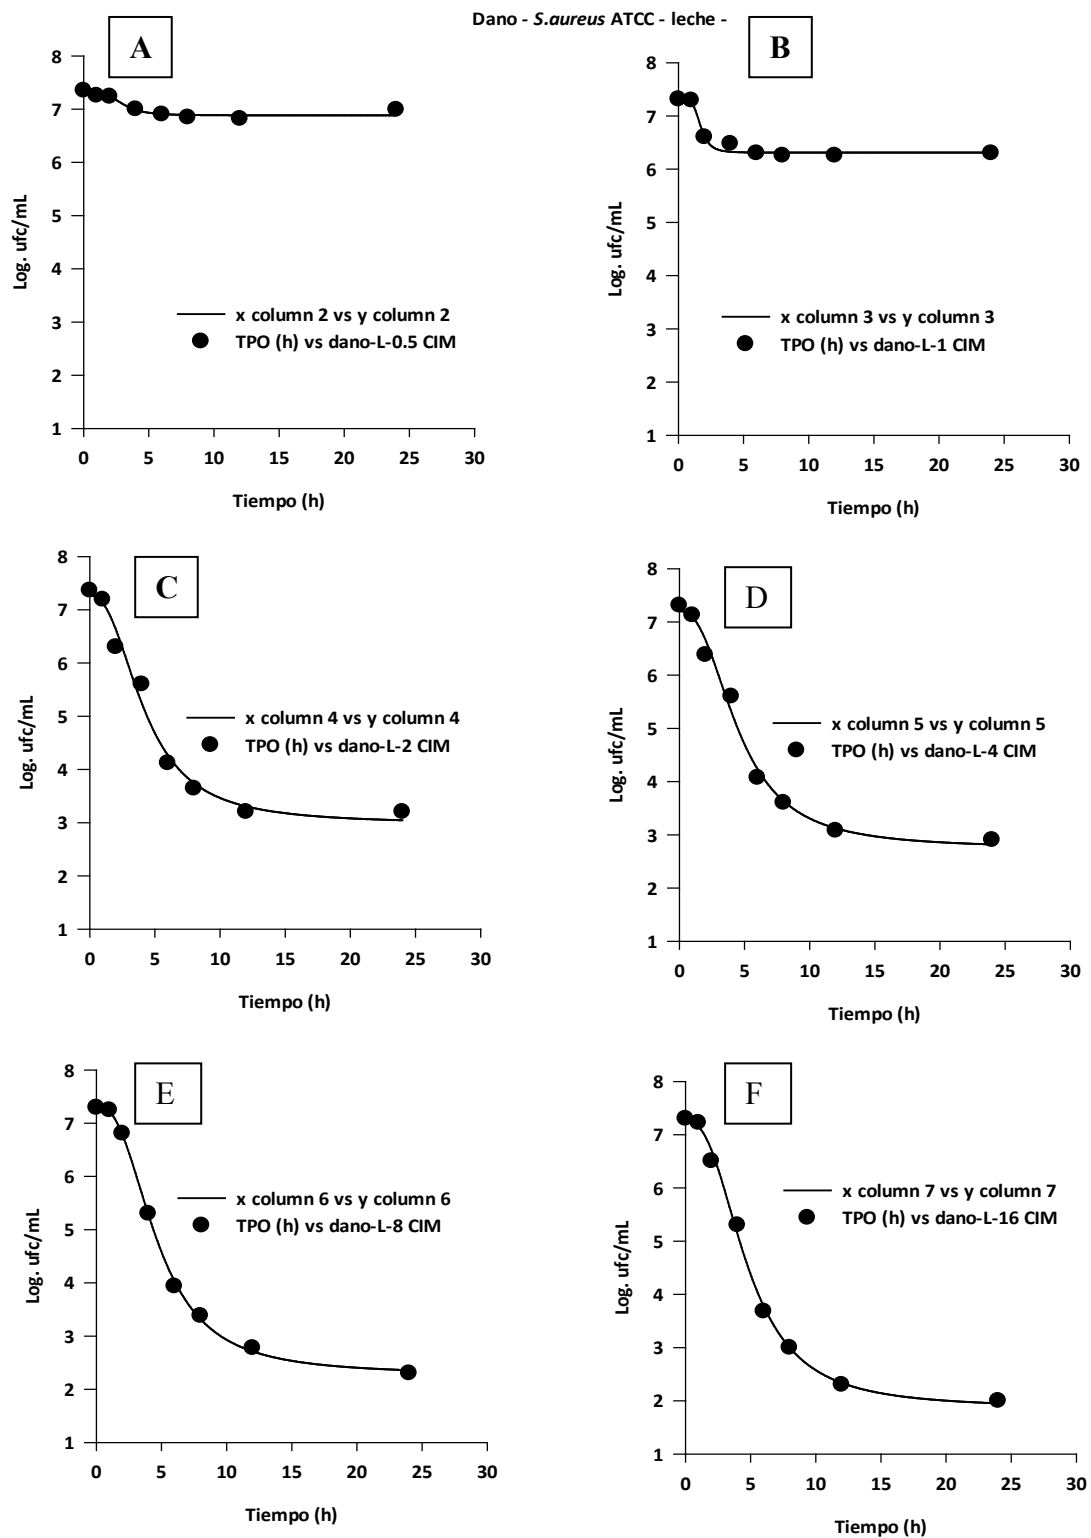 Dano - S.aureus ATCC - leche -
A
8
7
6
5
4
3
2
1
Log. ufc/mL
x column 2 vs y column 2
TPO (h) vs dano-L-0.5 CIM
0 5 10 15 20 25 30
Tiempo (h)
B
8
7
6
5
4
3
2
1
Log. ufc/mL
x column 3 vs y column 3
TPO (h) vs dano-L-1 CIM
0 5 10 15 20 25 30
Tiempo (h)
C
8
7
6
5
4
3
2
1
Log. ufc/mL
x column 4 vs y column 4
TPO (h) vs dano-L-2 CIM
0 5 10 15 20 25 30
Tiempo (h)
D
8
7
6
5
4
3
2
1
Log. ufc/mL
x column 5 vs y column 5
TPO (h) vs dano-L-4 CIM
0 5 10 15 20 25 30
Tiempo (h)
E
8
7
6
5
4
3
2
1
Log. ufc/mL
x column 6 vs y column 6
TPO (h) vs dano-L-8 CIM
0 5 10 15 20 25 30
Tiempo (h)
F
8
7
6
5
4
3
2
1
Log. ufc/mL
x column 7 vs y column 7
TPO (h) vs dano-L-16 CIM
0 5 10 15 20 25 30
Tiempo (h)